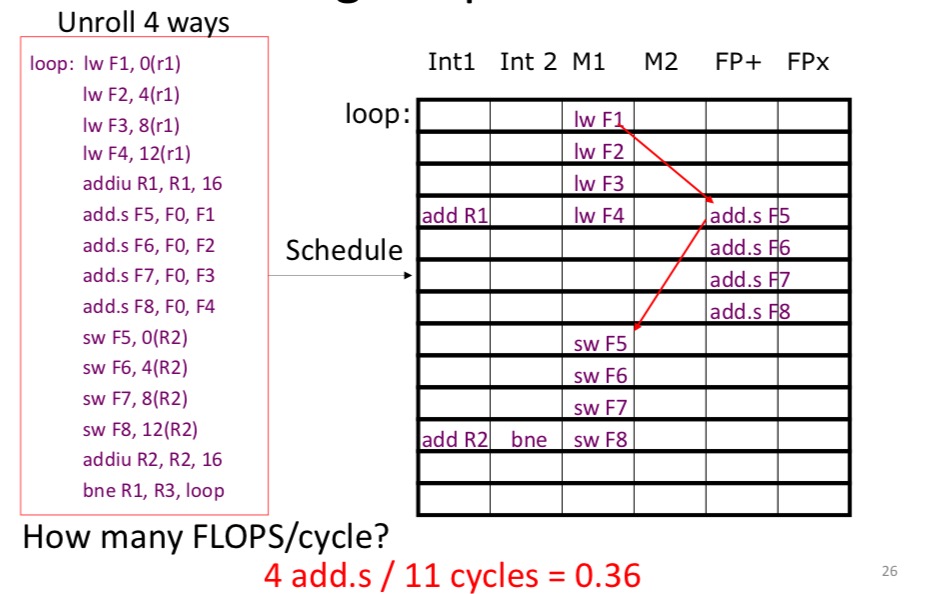 Unroll 4 ways
loop: lw F1, 0(r1)
lw F2, 4(r1)
lw F3, 8(r1)
lw F4, 12(r1)
addiu R1, R1, 16
add.s F5, F0, F1
add.s F6, F0, F2
add.s F7, F0, F3
add.s F8, F0, F4
sw F5, 0(R2)
sw F6, 4(R2)
sw F7, 8(R2)
sw F8, 12(R2)
addiu R2, R2, 16
bne R1, R3, loop
Schedule
Int1 Int 2 M1 M2 FP+ FPx
loop: lw F1
lw F2
lw F3
add R1 lw F4 add.s F5
add.s F6
add.s F7
add.s F8
sw F5
sw F6
sw F7
add R2 bne sw F8
How many FLOPS/cycle?
4 add.s / 11 cycles = 0.36
26